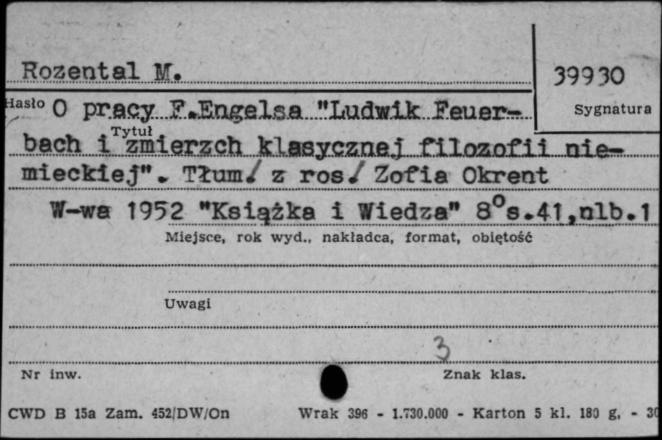 Rozental M.
39930
Hasło
Sygnatura
O pracy F.Engelsa "Ludwik Feuer-
Tytuł
bach i zmierzch klasycznej filozofii nie-
mieckiej". Tłum/ z ros/ Zofia Okrent
W-wa 1952 "Książka i Wiedza" 8° s.41,nlb.1
Miejsce, rok wyd., nakładca, format, obiętość
Uwagi
3
Nr inw.
Znak klas.
CWD B 15a Zam. 452/DW/On Wrak 396 - 1.730.000 - Karton 5 kl. 180 g, - 30